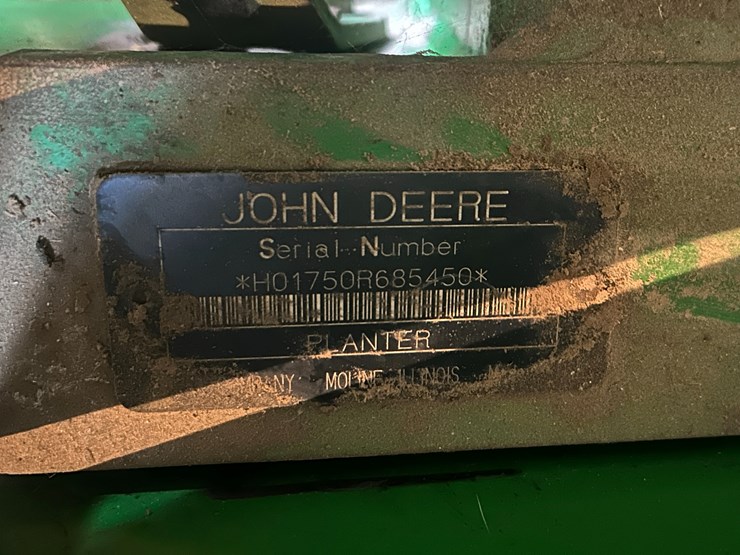 JOHN DEERE
Serial Number
*H01750R685450*
PLANTER
MOLINE ILLINOIS